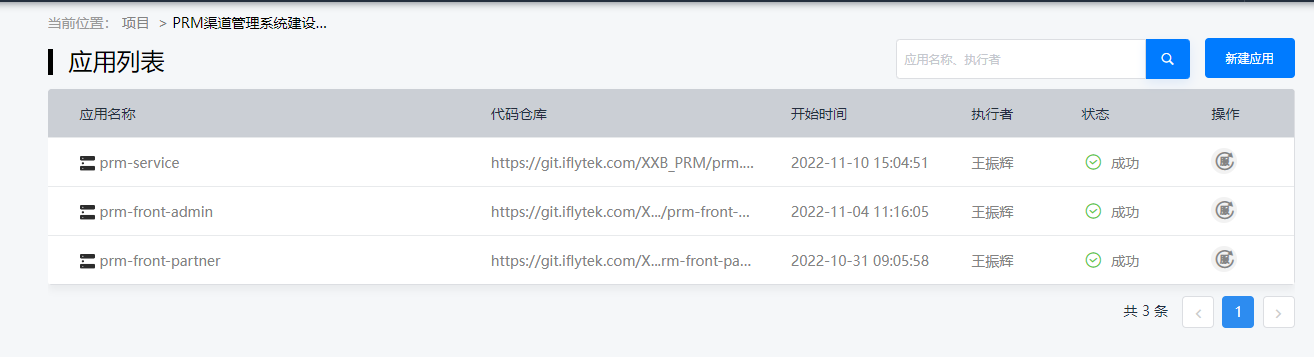 当前位置： 项目 > PRM渠道管理系统建设...
应用列表
应用名称、执行者
新建应用
应用名称 代码仓库 开始时间 执行者 状态 操作
prm-service https://git.iflytek.com/XXB_PRM/prm.... 2022-11-10 15:04:51 王振辉 成功 服
prm-front-admin https://git.iflytek.com/X.../prm-front-... 2022-11-04 11:16:05 王振辉 成功 服
prm-front-partner https://git.iflytek.com/X...rm-front-pa... 2022-10-31 09:05:58 王振辉 成功 服
共 3 条 < 1 >